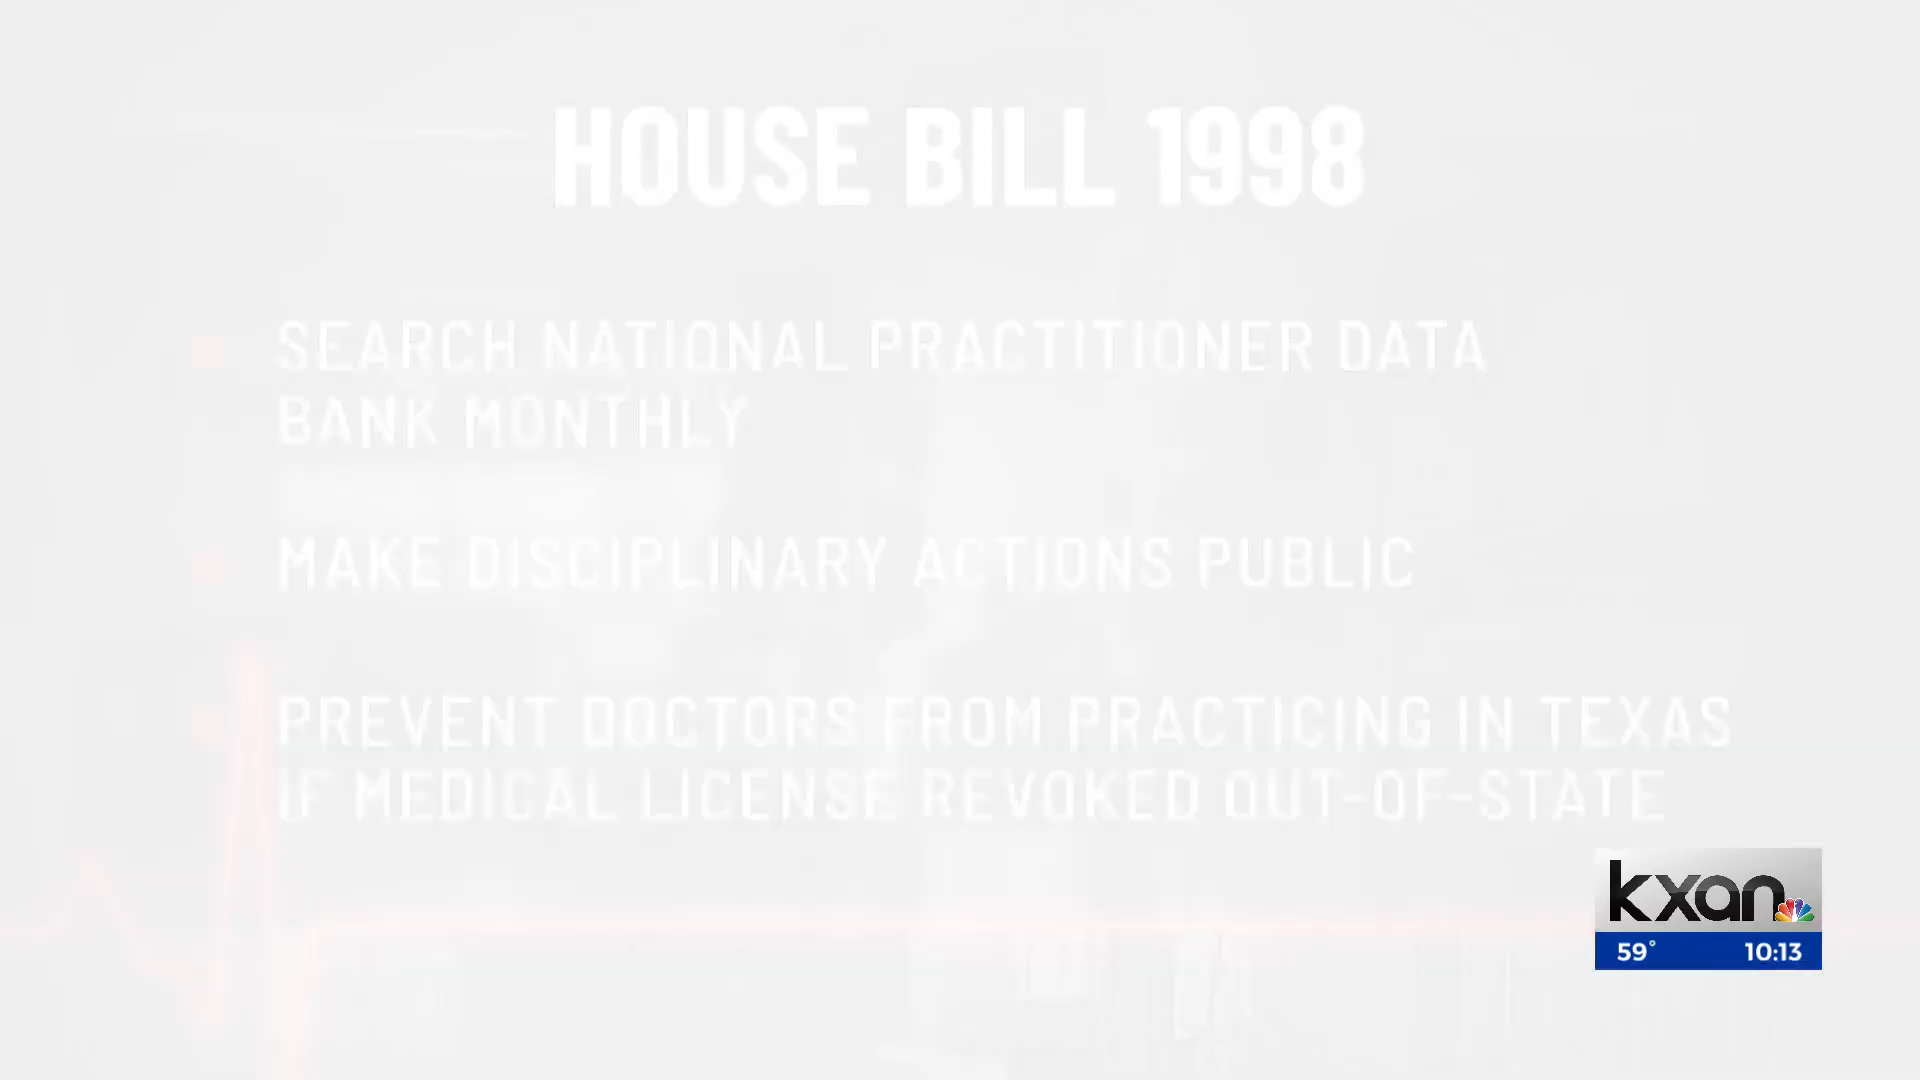 HOUSE BILL 1998
SEARCH NATIONAL PRACTITIONER DATA
BANK MONTHLY
MAKE DISCIPLINARY ACTIONS PUBLIC
PREVENT DOCTORS FROM PRACTICING IN TEXAS
IF MEDICAL LICENSE REVOKED OUT-OF-STATE
kxan
59° 10:13